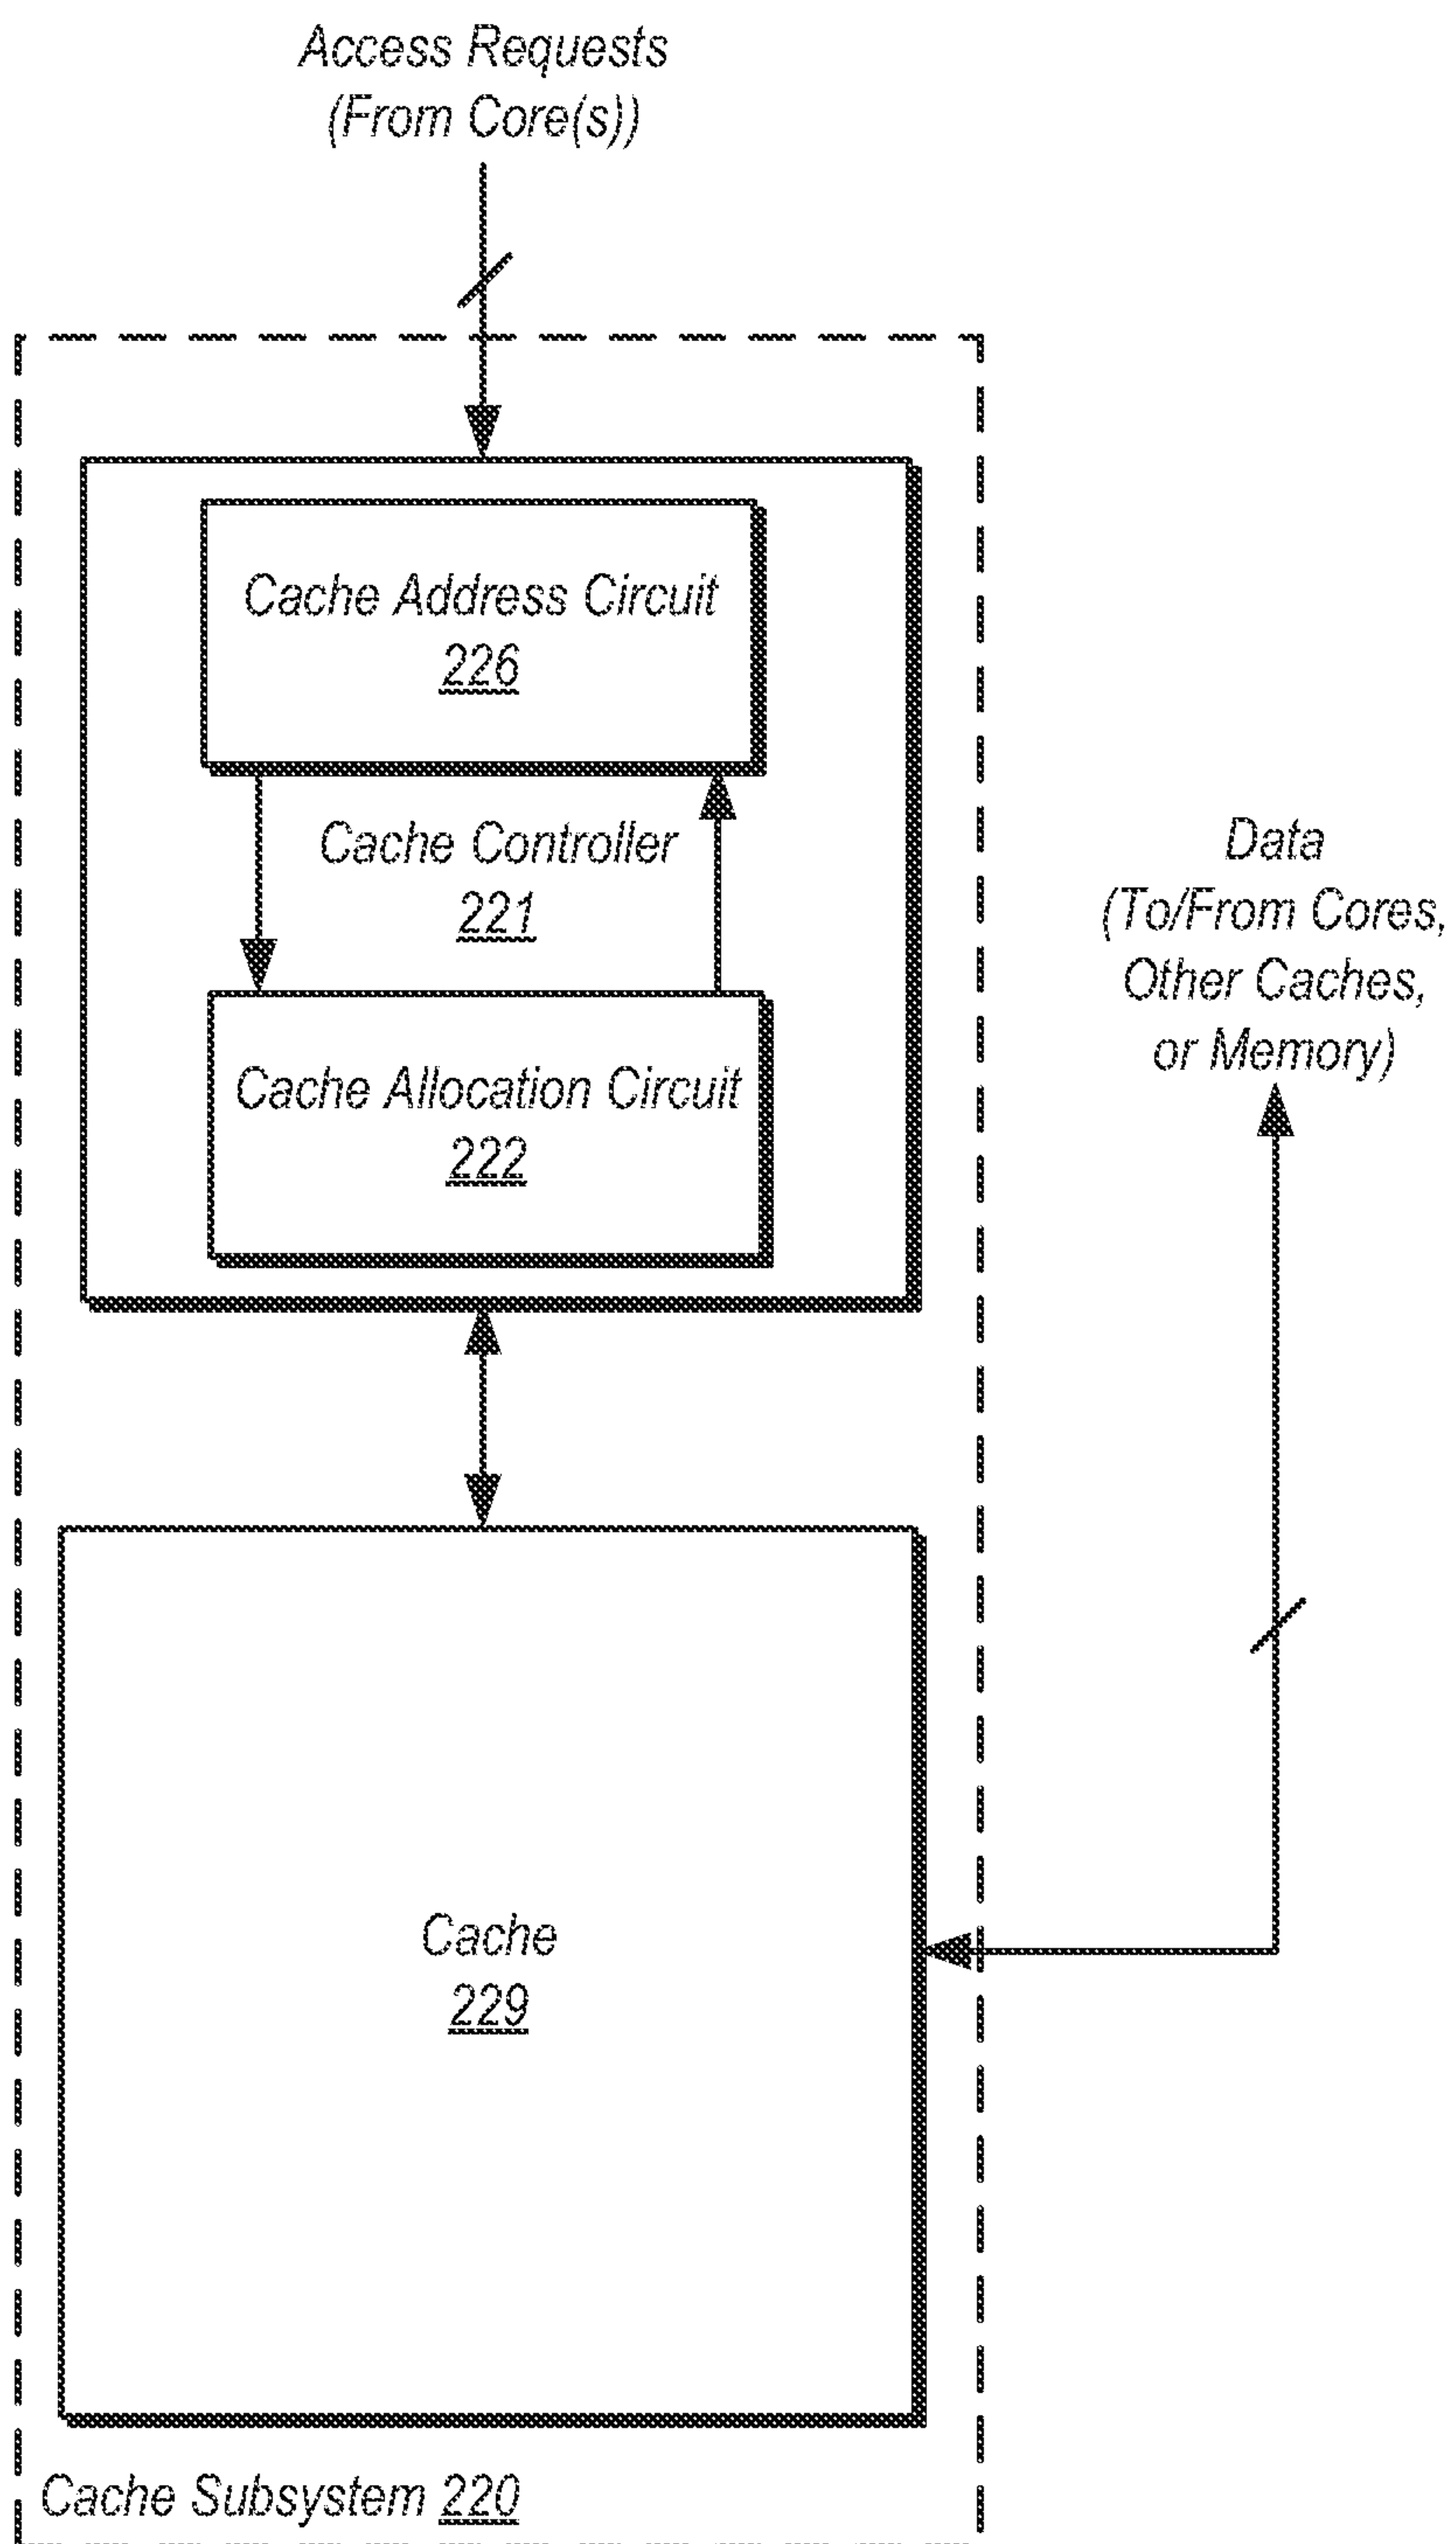 Access Requests
(From Core(s))
Cache Address Circuit
226
Cache Controller
221
Cache Allocation Circuit
222
Data
(To/From Cores,
Other Caches,
or Memory)
Cache
229
Cache Subsystem 220